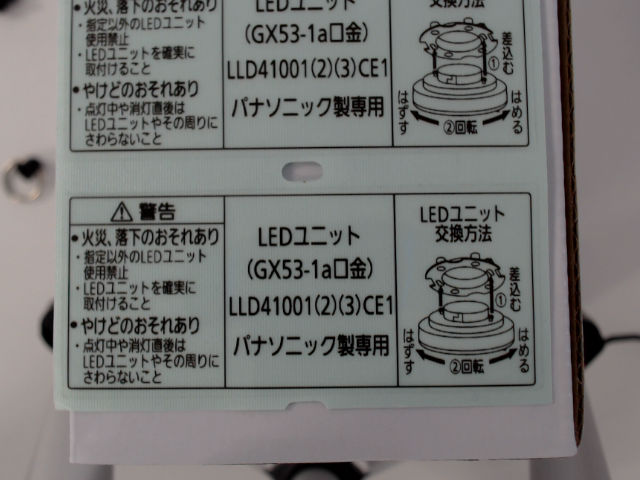 • 火災、落下のおそれあり
・指定以外のLEDユニット
使用禁止
・LEDユニットを確実に
取付けること
• やけどのおそれあり
・点灯中や消灯直後は
LEDユニットやその周りに
さわらないこと
LEDユニット
(GX53-1a口金)
LLD41001(2)(3)CE1
パナソニック製専用
交換方法
差込む
①
はずす
はめる
②回転
⚠ 警告
• 火災、落下のおそれあり
・指定以外のLEDユニット
使用禁止
・LEDユニットを確実に
取付けること
• やけどのおそれあり
・点灯中や消灯直後は
LEDユニットやその周りに
さわらないこと
LEDユニット
(GX53-1a口金)
LLD41001(2)(3)CE1
パナソニック製専用
LEDユニット
交換方法
差込む
①
はずす
はめる
②回転